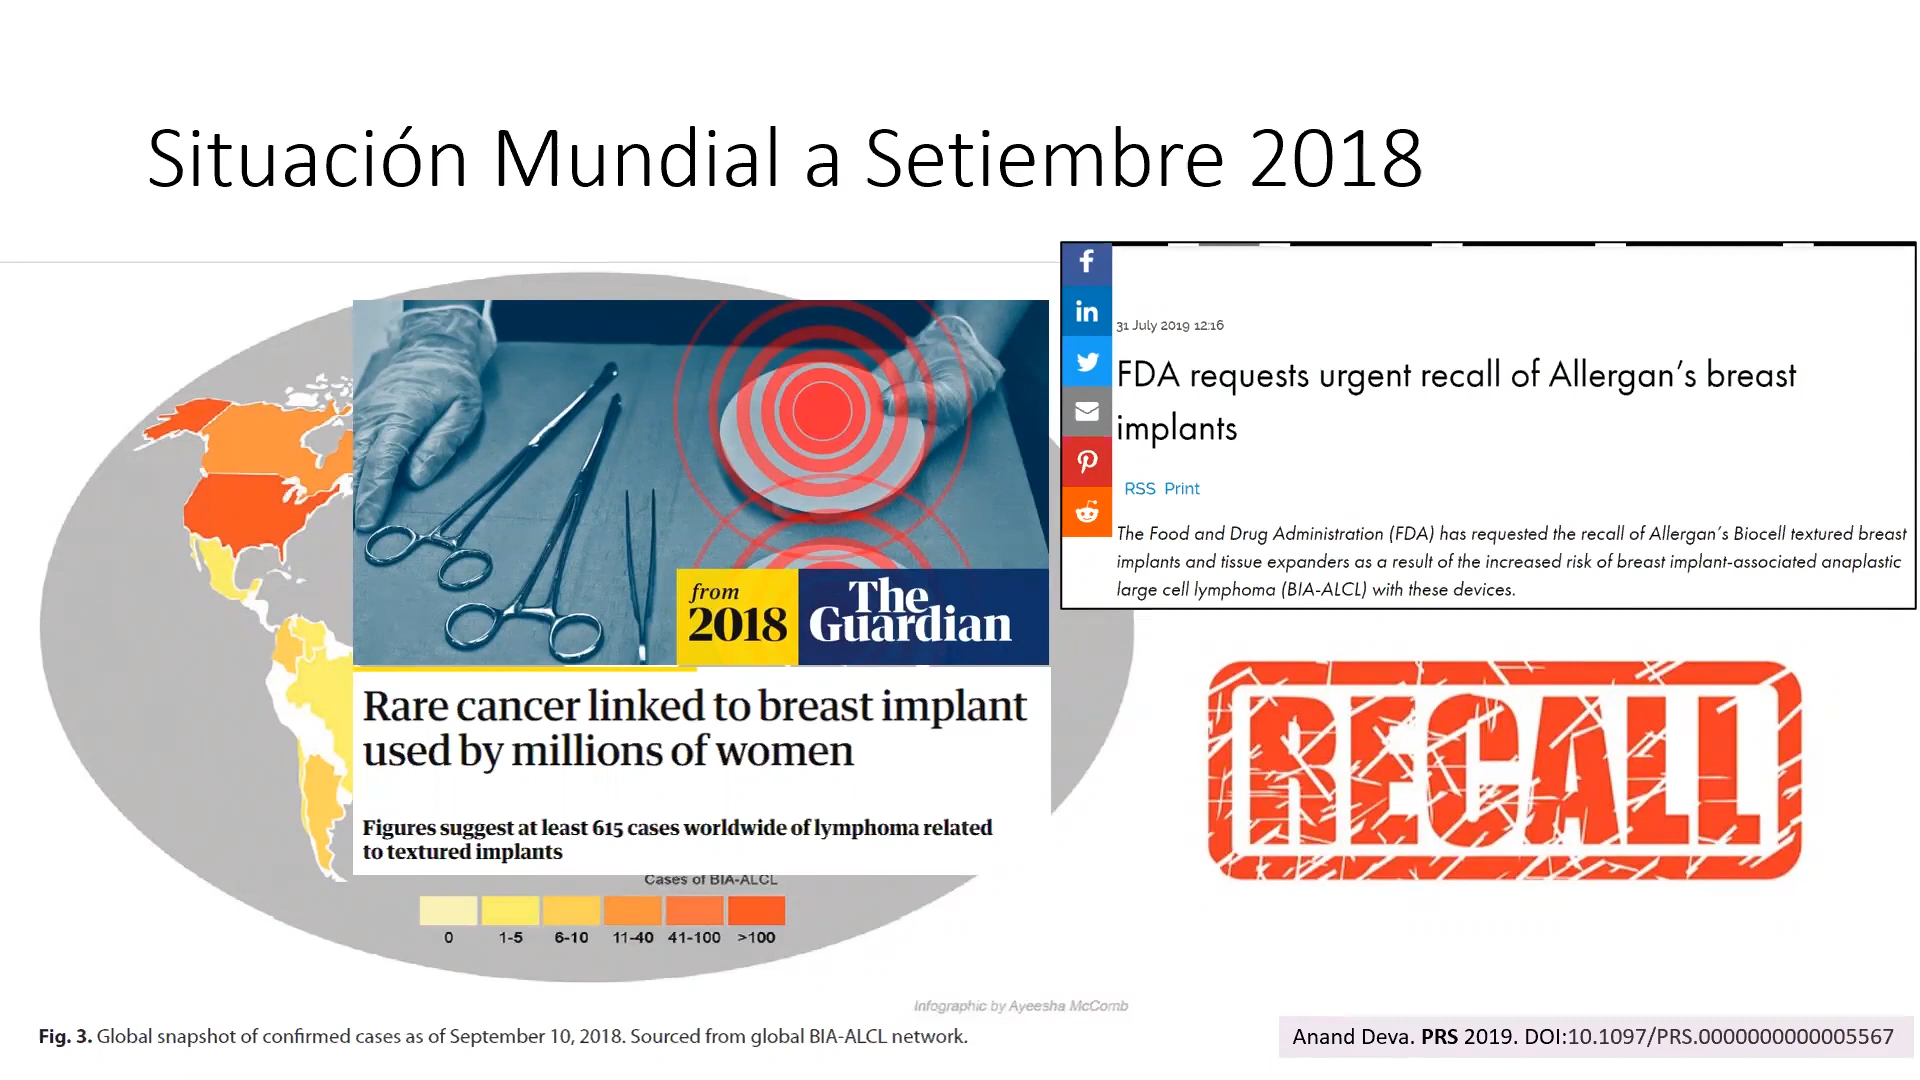 Situación Mundial a Setiembre 2018
31 July 2019 12:16
FDA requests urgent recall of Allergan’s breast
implants
RSS Print
The Food and Drug Administration (FDA) has requested the recall of Allergan’s Biocell textured breast
implants and tissue expanders as a result of the increased risk of breast implant-associated anaplastic
large cell lymphoma (BIA-ALCL) with these devices.
from
2018
The
Guardian
Rare cancer linked to breast implant
used by millions of women
Figures suggest at least 615 cases worldwide of lymphoma related
to textured implants
RECALL
Cases of BIA-ALCL
0 1-5 6-10 11-40 41-100 >100
Infographic by Ayeesha McComb
Fig. 3. Global snapshot of confirmed cases as of September 10, 2018. Sourced from global BIA-ALCL network.
Anand Deva. PRS 2019. DOI:10.1097/PRS.0000000000005567